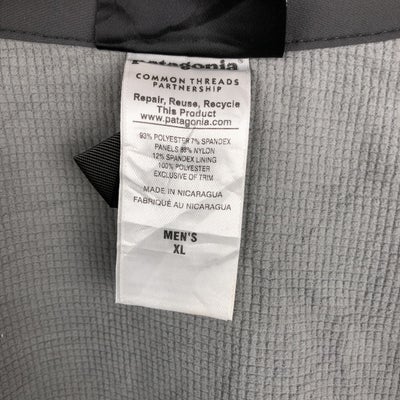 Patagonia
COMMON THREADS
PARTNERSHIP
Repair, Reuse, Recycle
This Product
www.patagonia.com
93% POLYESTER 7% SPANDEX
PANELS 88% NYLON
12% SPANDEX LINING
100% POLYESTER
EXCLUSIVE OF TRIM
MADE IN NICARAGUA
FABRIQUÉ AU NICARAGUA
MEN'S
XL